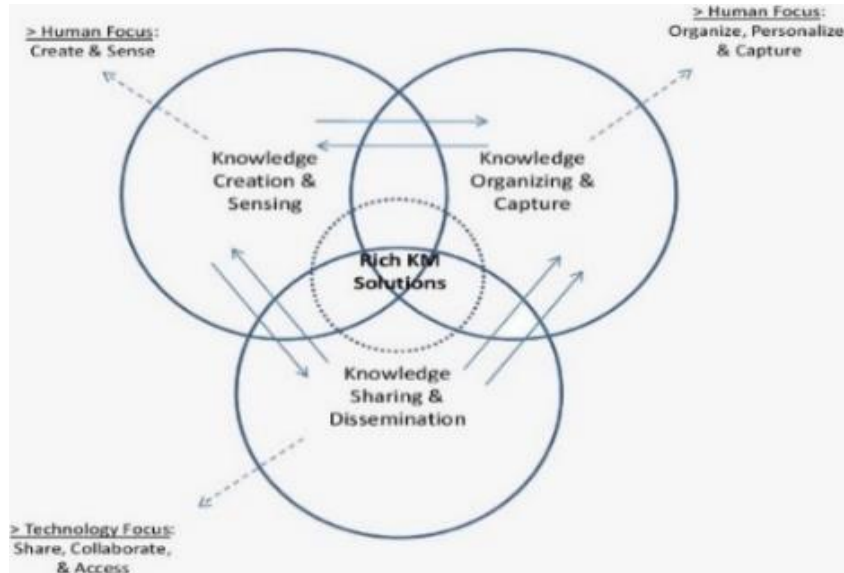 > Human Focus:
Create & Sense
> Human Focus:
Organize, Personalize
& Capture
Knowledge
Creation &
Sensing
Knowledge
Organizing &
Capture
Rich KM
Solutions
Knowledge
Sharing &
Dissemination
> Technology Focus:
Share, Collaborate,
& Access